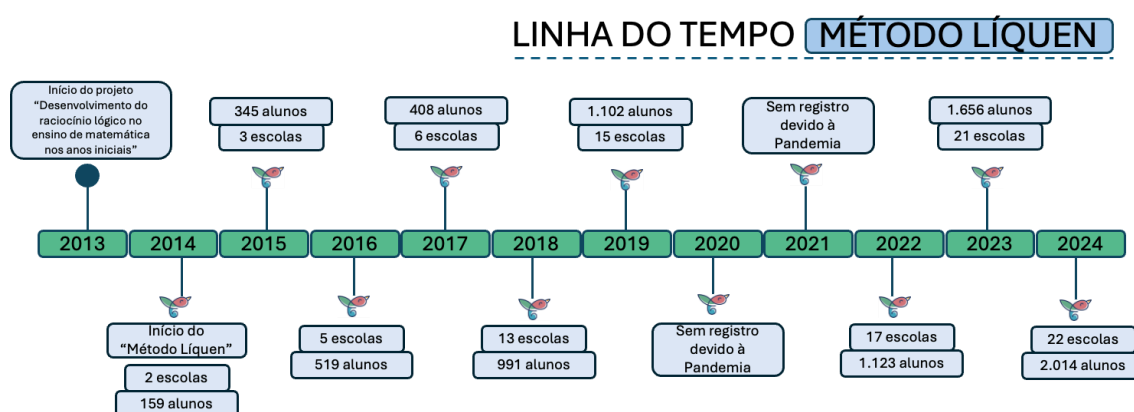 LINHA DO TEMPO MÉTODO LÍQUEN
Início do projeto
“Desenvolvimento do
raciocínio lógico no
ensino de matemática
nos anos iniciais”
345 alunos
3 escolas
408 alunos
6 escolas
1.102 alunos
15 escolas
Sem registro
devido à
Pandemia
1.656 alunos
21 escolas
2013 2014 2015 2016 2017 2018 2019 2020 2021 2022 2023 2024
Início do
“Método Líquen”
2 escolas
159 alunos
5 escolas
519 alunos
13 escolas
991 alunos
Sem registro
devido à
Pandemia
17 escolas
1.123 alunos
22 escolas
2.014 alunos